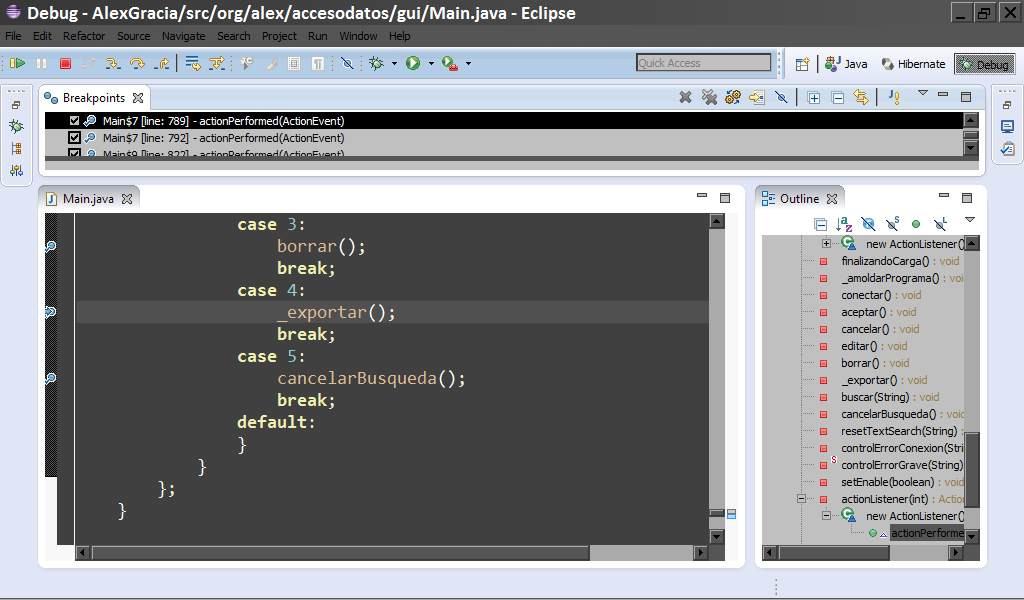 Debug - AlexGracia/src/org/alex/accesodatos/gui/Main.java - Eclipse
File Edit Refactor Source Navigate Search Project Run Window Help
Quick Access
Java
Hibernate
Debug
Breakpoints
Main$7 [line: 789] - actionPerformed(ActionEvent)
Main$7 [line: 792] - actionPerformed(ActionEvent)
Main$9 [line: 822] - actionPerformed(ActionEvent)
Main.java
case 3:
borrar();
break;
case 4:
_exportar();
break;
case 5:
cancelarBusqueda();
break;
default:
}
}
};
}
Outline
new ActionListener()
finalizandoCarga() : void
_amoldarPrograma() : voi
conectar() : void
aceptar() : void
cancelar() : void
editar() : void
borrar() : void
_exportar() : void
buscar(String) : void
cancelarBusqueda() : voic
resetTextSearch(String) :
controlErrorConexion(Stri
controlErrorGrave(String)
setEnable(boolean) : void
actionListener(int) : Action
new ActionListener()
actionPerforme